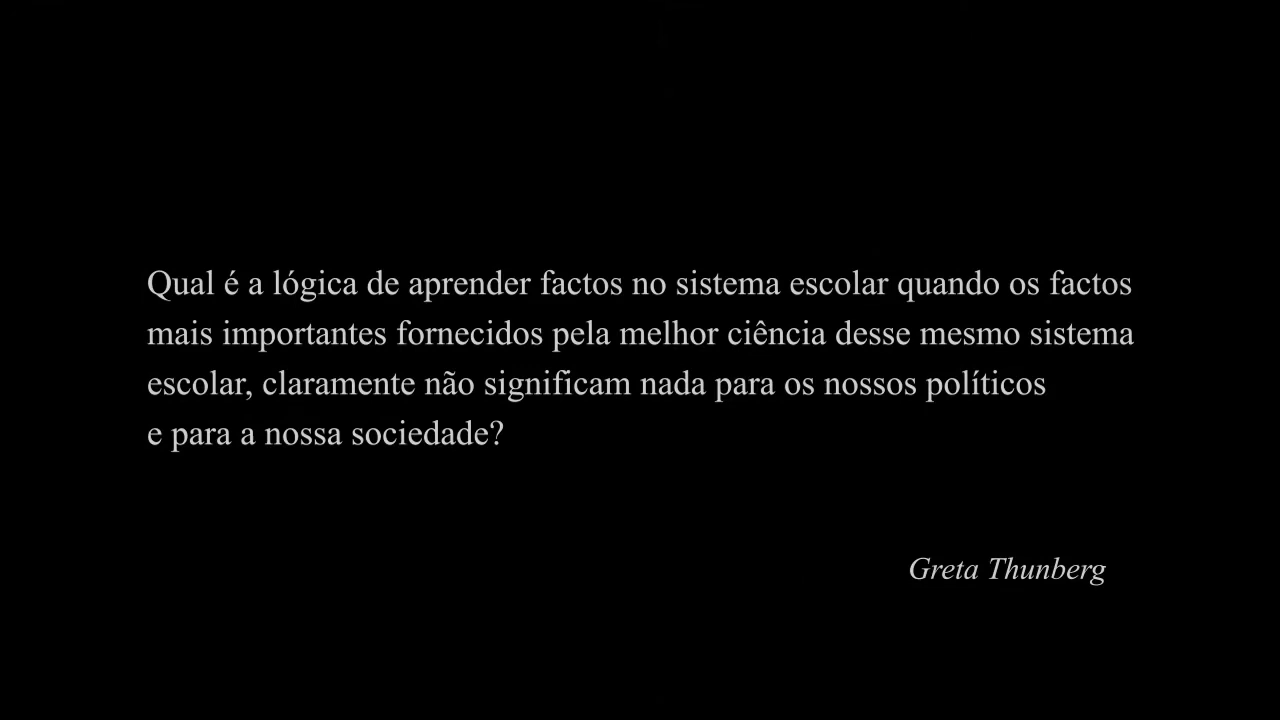 Qual é a lógica de aprender factos no sistema escolar quando os factos
mais importantes fornecidos pela melhor ciência desse mesmo sistema
escolar, claramente não significam nada para os nossos políticos
e para a nossa sociedade?
Greta Thunberg